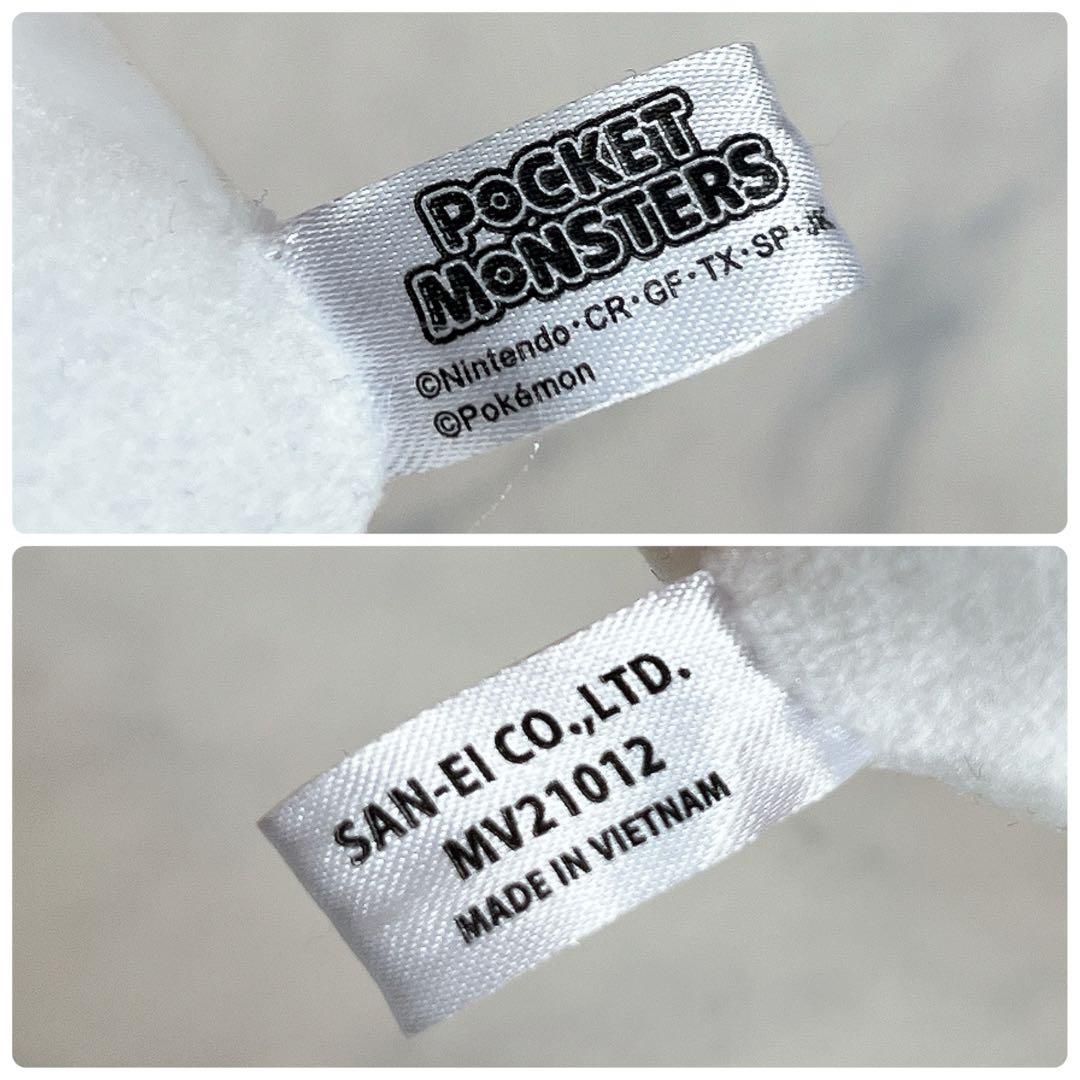 POCKET
MONSTERS
©Nintendo・CR・GF・TX・SP・JK
©Pokémon
SAN-EI CO.,LTD.
MV21012
MADE IN VIETNAM